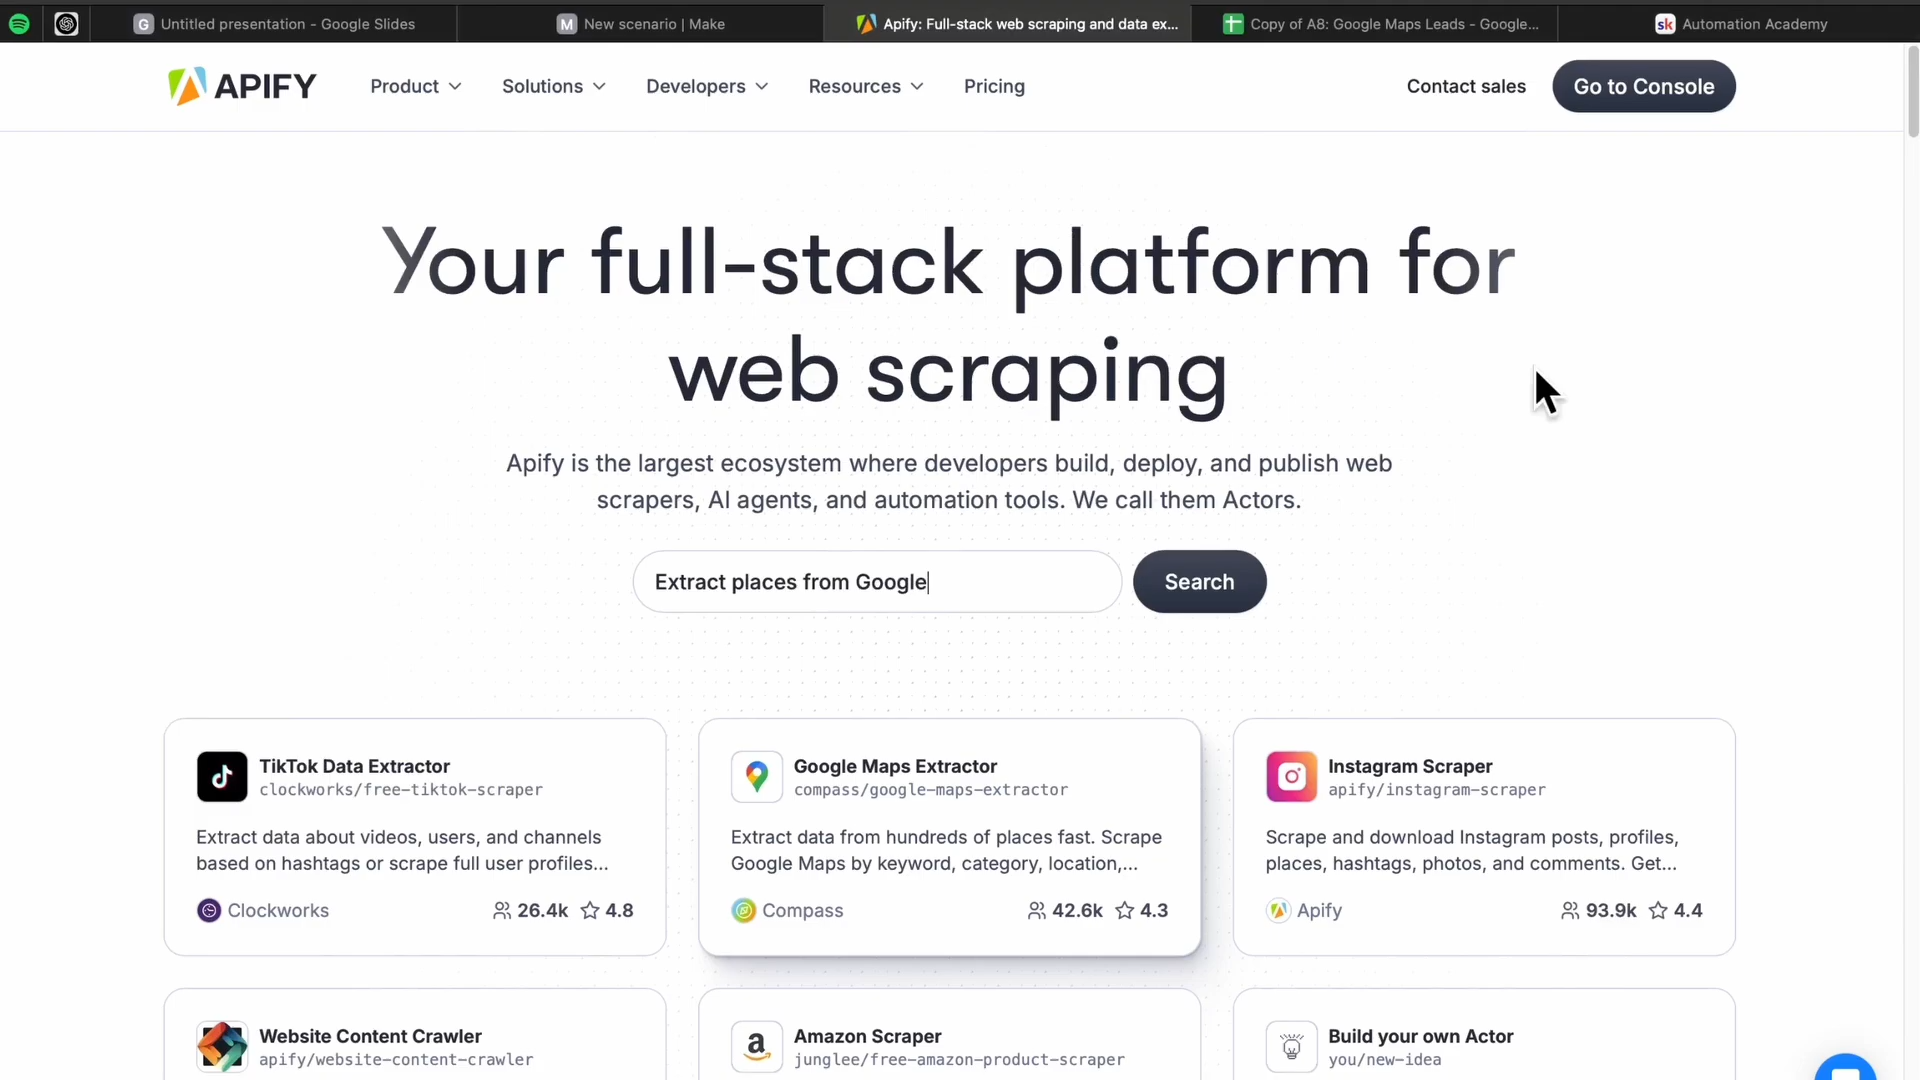 Untitled presentation - Google Slides
New scenario | Make
Apify: Full-stack web scraping and data ex...
Copy of A8: Google Maps Leads - Google...
Automation Academy
APIFY
Product
Solutions
Developers
Resources
Pricing
Contact sales
Go to Console
Your full-stack platform for
web scraping
Apify is the largest ecosystem where developers build, deploy, and publish web
scrapers, AI agents, and automation tools. We call them Actors.
Extract places from Google
Search
TikTok Data Extractor
clockworks/free-tiktok-scraper
Extract data about videos, users, and channels
based on hashtags or scrape full user profiles...
Clockworks
26.4k
4.8
Google Maps Extractor
compass/google-maps-extractor
Extract data from hundreds of places fast. Scrape
Google Maps by keyword, category, location,...
Compass
42.6k
4.3
Instagram Scraper
apify/instagram-scraper
Scrape and download Instagram posts, profiles,
places, hashtags, photos, and comments. Get...
Apify
93.9k
4.4
Website Content Crawler
apify/website-content-crawler
Amazon Scraper
junglee/free-amazon-product-scraper
Build your own Actor
you/new-idea